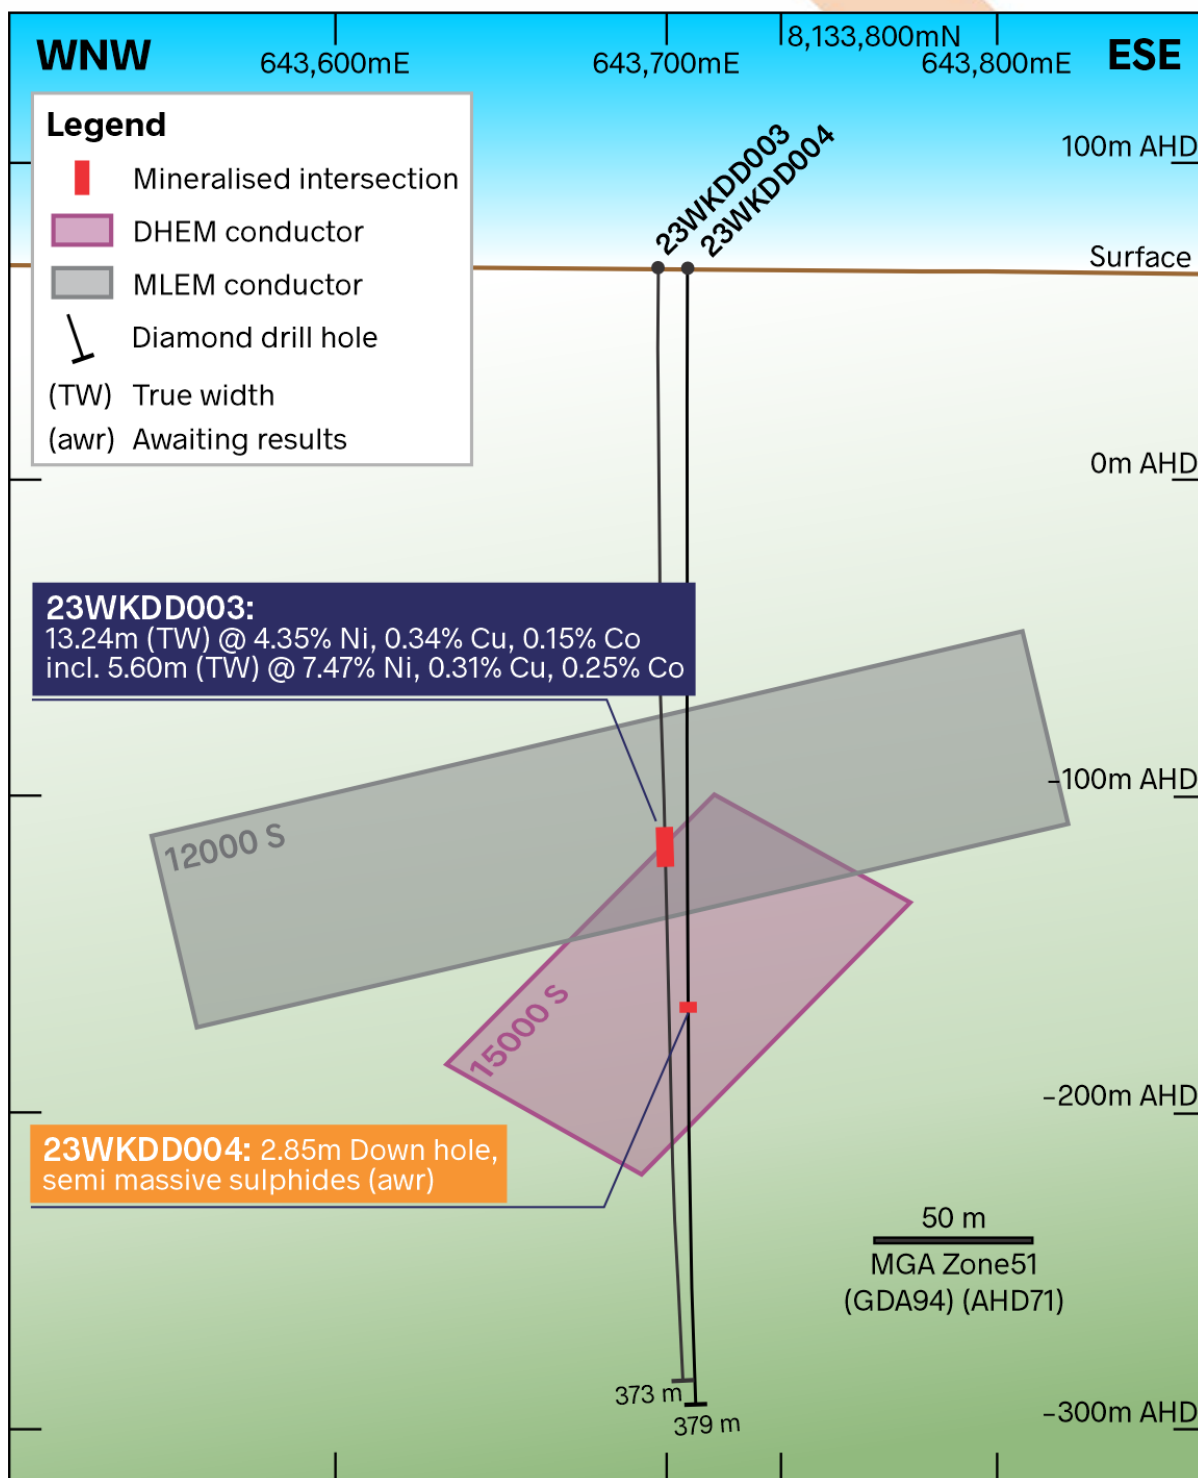 WNW
643,600mE
643,700mE
8,133,800mN
643,800mE
ESE
Legend
Mineralised intersection
DHEM conductor
MLEM conductor
Diamond drill hole
(TW) True width
(awr) Awaiting results
23WKDD003
23WKDD004
100m AHD
Surface
0m AHD
23WKDD003:
13.24m (TW) @ 4.35% Ni, 0.34% Cu, 0.15% Co
incl. 5.60m (TW) @ 7.47% Ni, 0.31% Cu, 0.25% Co
-100m AHD
12000 S
15000 S
-200m AHD
23WKDD004: 2.85m Down hole,
semi massive sulphides (awr)
50 m
MGA Zone51
(GDA94) (AHD71)
373 m
379 m
-300m AHD